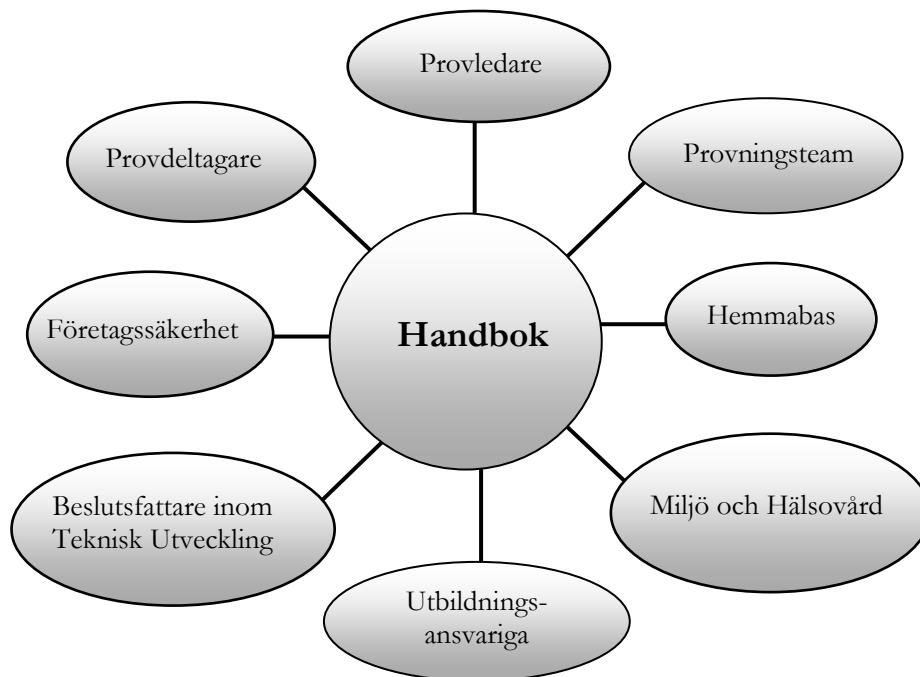 Provledare
Provdeltagare
Provningsteam
Företagssäkerhet
Handbok
Hemmabas
Beslutsfattare inom
Teknisk Utveckling
Miljö och Hälsovård
Utbildnings-
ansvariga